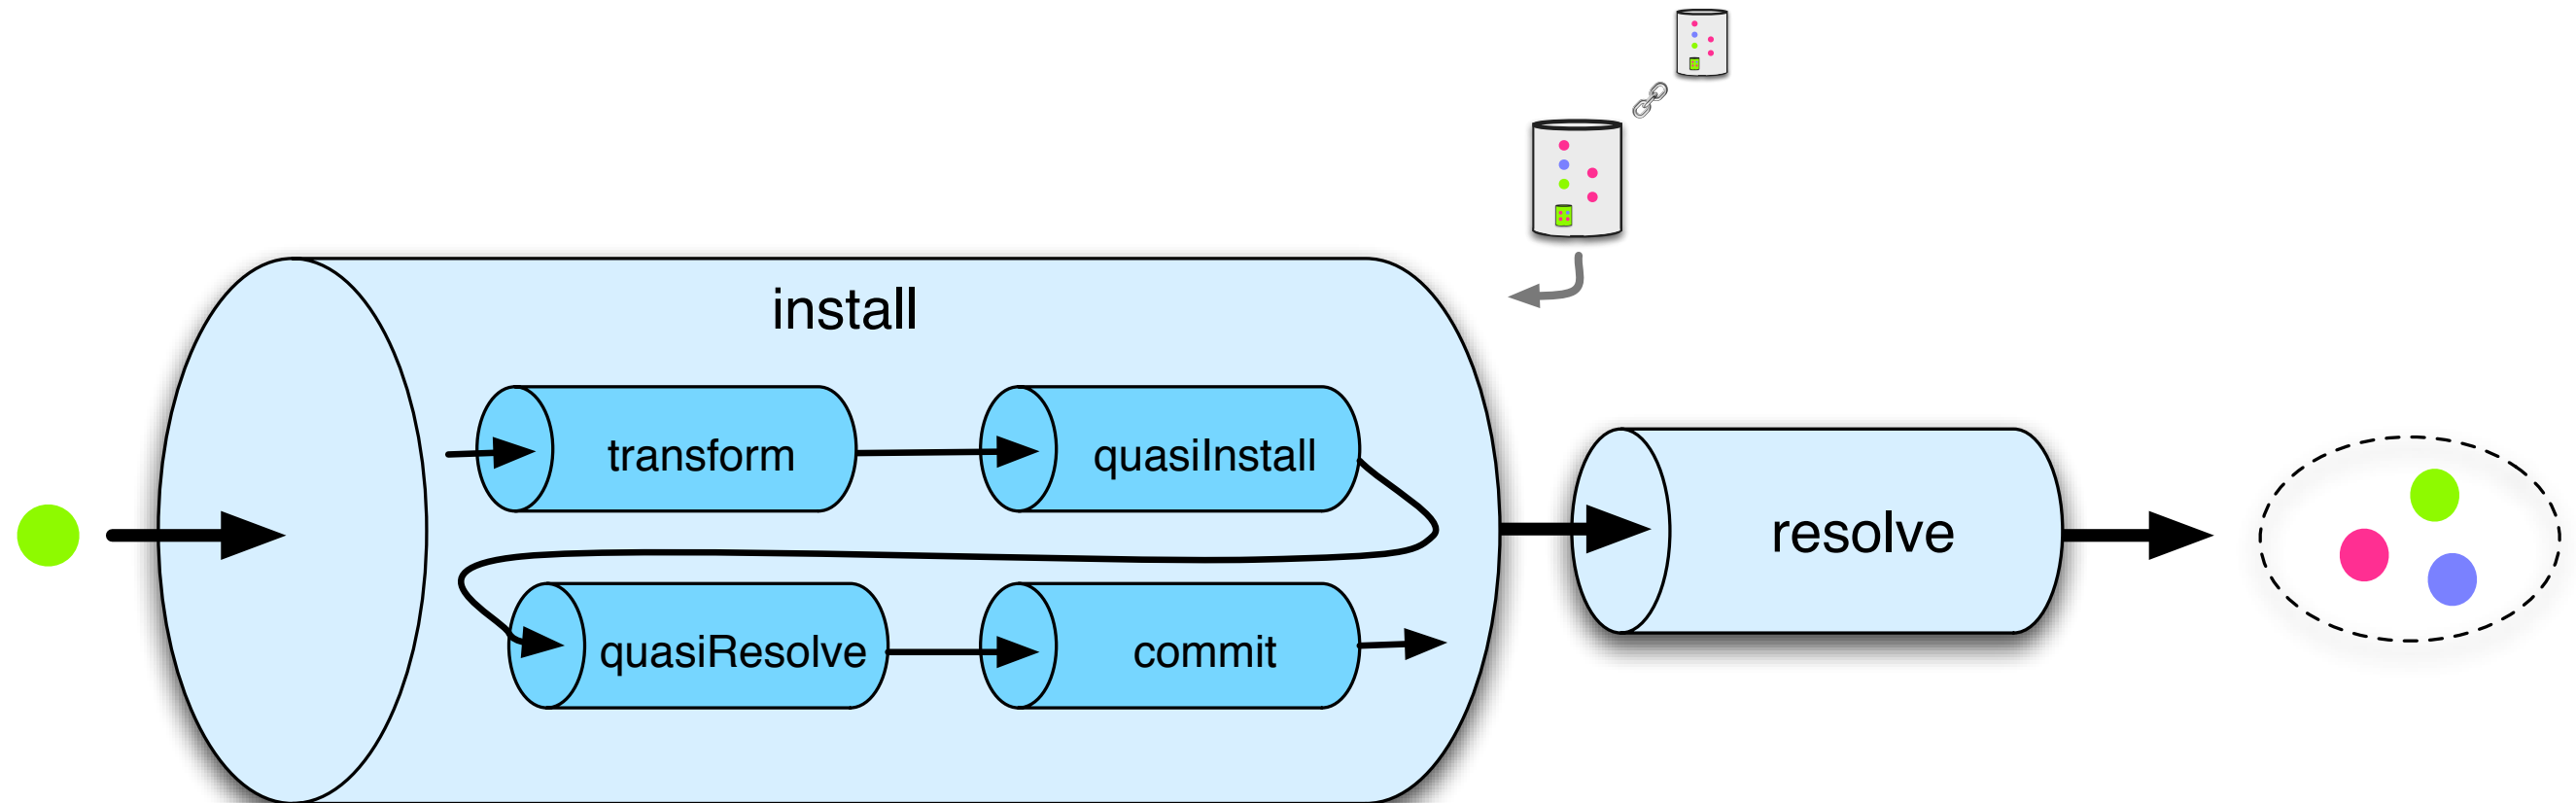 install
transform
quasiInstall
quasiResolve
commit
resolve